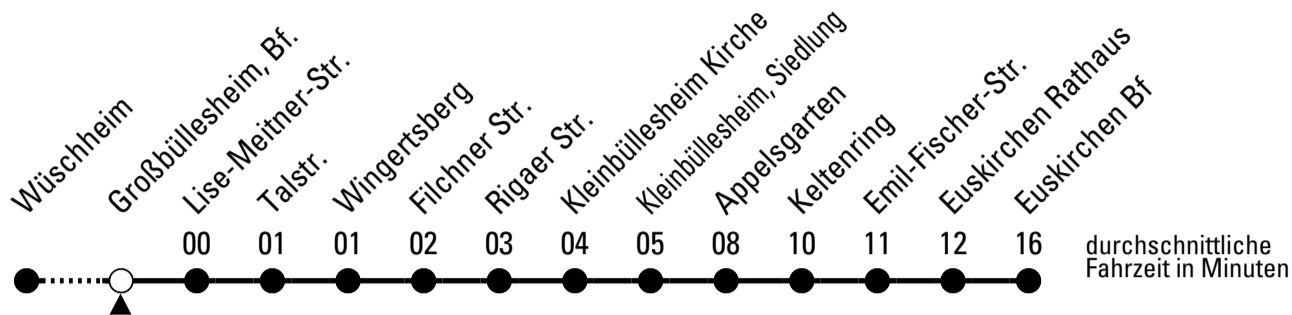 Wüschheim
Großbüllesheim, Bf.
Lise-Meitner-Str.
Talstr.
Wingertsberg
Filchner Str.
Rigaer Str.
Kleinbüllesheim Kirche
Kleinbüllesheim, Siedlung
Appelsgarten
Keltenring
Emil-Fischer-Str.
Euskirchen Rathaus
Euskirchen Bf
00 01 01 02 03 04 05 08 10 11 12 16
durchschnittliche
Fahrzeit in Minuten